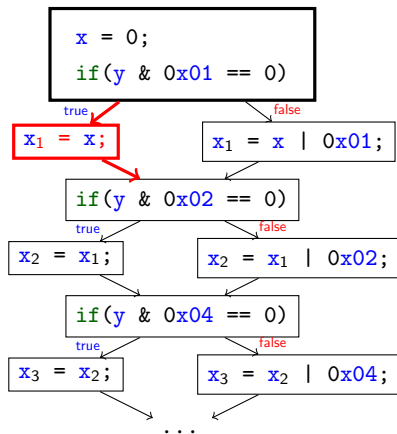 x = 0;
if(y & 0x01 == 0)
true false
x₁ = x; x₁ = x | 0x01;
if(y & 0x02 == 0)
true false
x₂ = x₁; x₂ = x₁ | 0x02;
if(y & 0x04 == 0)
true false
x₃ = x₂; x₃ = x₂ | 0x04;
...